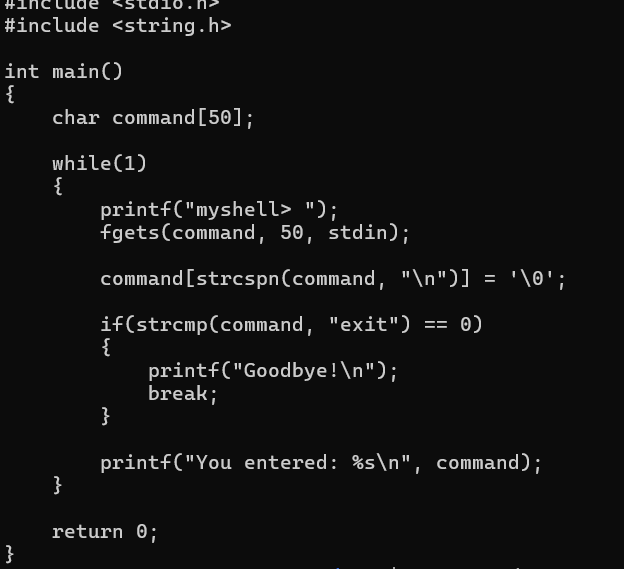 #include <stdio.h>
#include <string.h>
int main()
{
    char command[50];
    while(1)
    {
        printf("myshell> ");
        fgets(command, 50, stdin);
        command[strcspn(command, "\n")] = '\0';
        if(strcmp(command, "exit") == 0)
        {
            printf("Goodbye!\n");
            break;
        }
        printf("You entered: %s\n", command);
    }
    return 0;
}